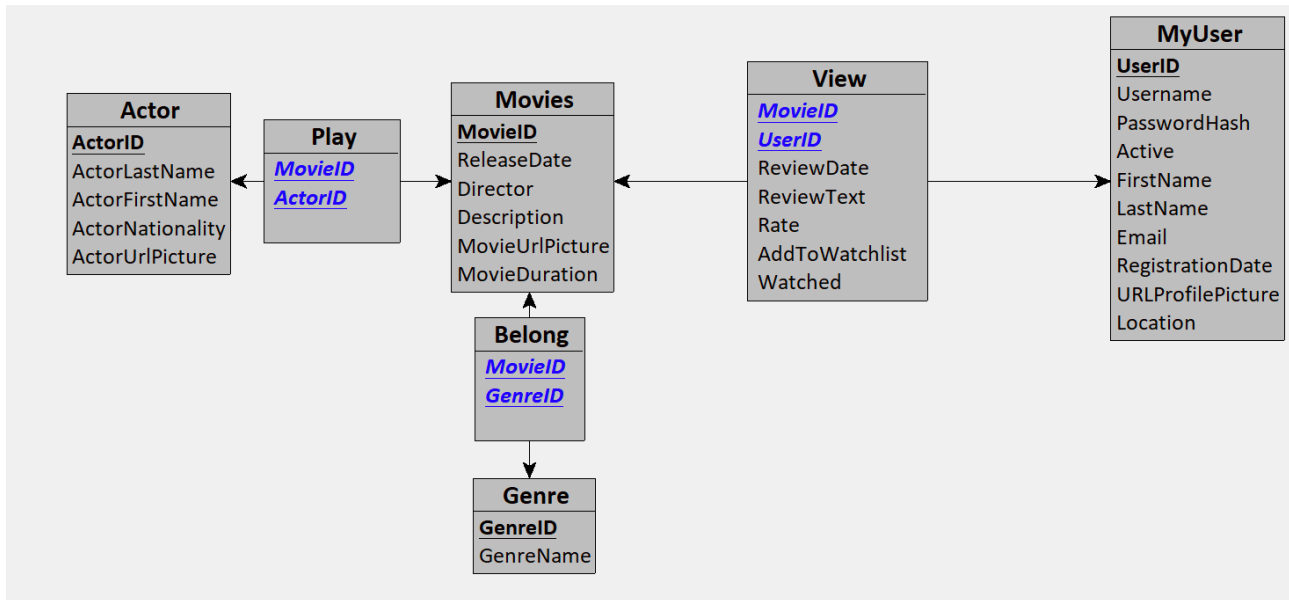 Actor
ActorID
ActorLastName
ActorFirstName
ActorNationality
ActorUrlPicture
Play
MovieID
ActorID
Movies
MovieID
ReleaseDate
Director
Description
MovieUrlPicture
MovieDuration
Belong
MovieID
GenreID
Genre
GenreID
GenreName
View
MovieID
UserID
ReviewDate
ReviewText
Rate
AddToWatchlist
Watched
MyUser
UserID
Username
PasswordHash
Active
FirstName
LastName
Email
RegistrationDate
URLProfilePicture
Location